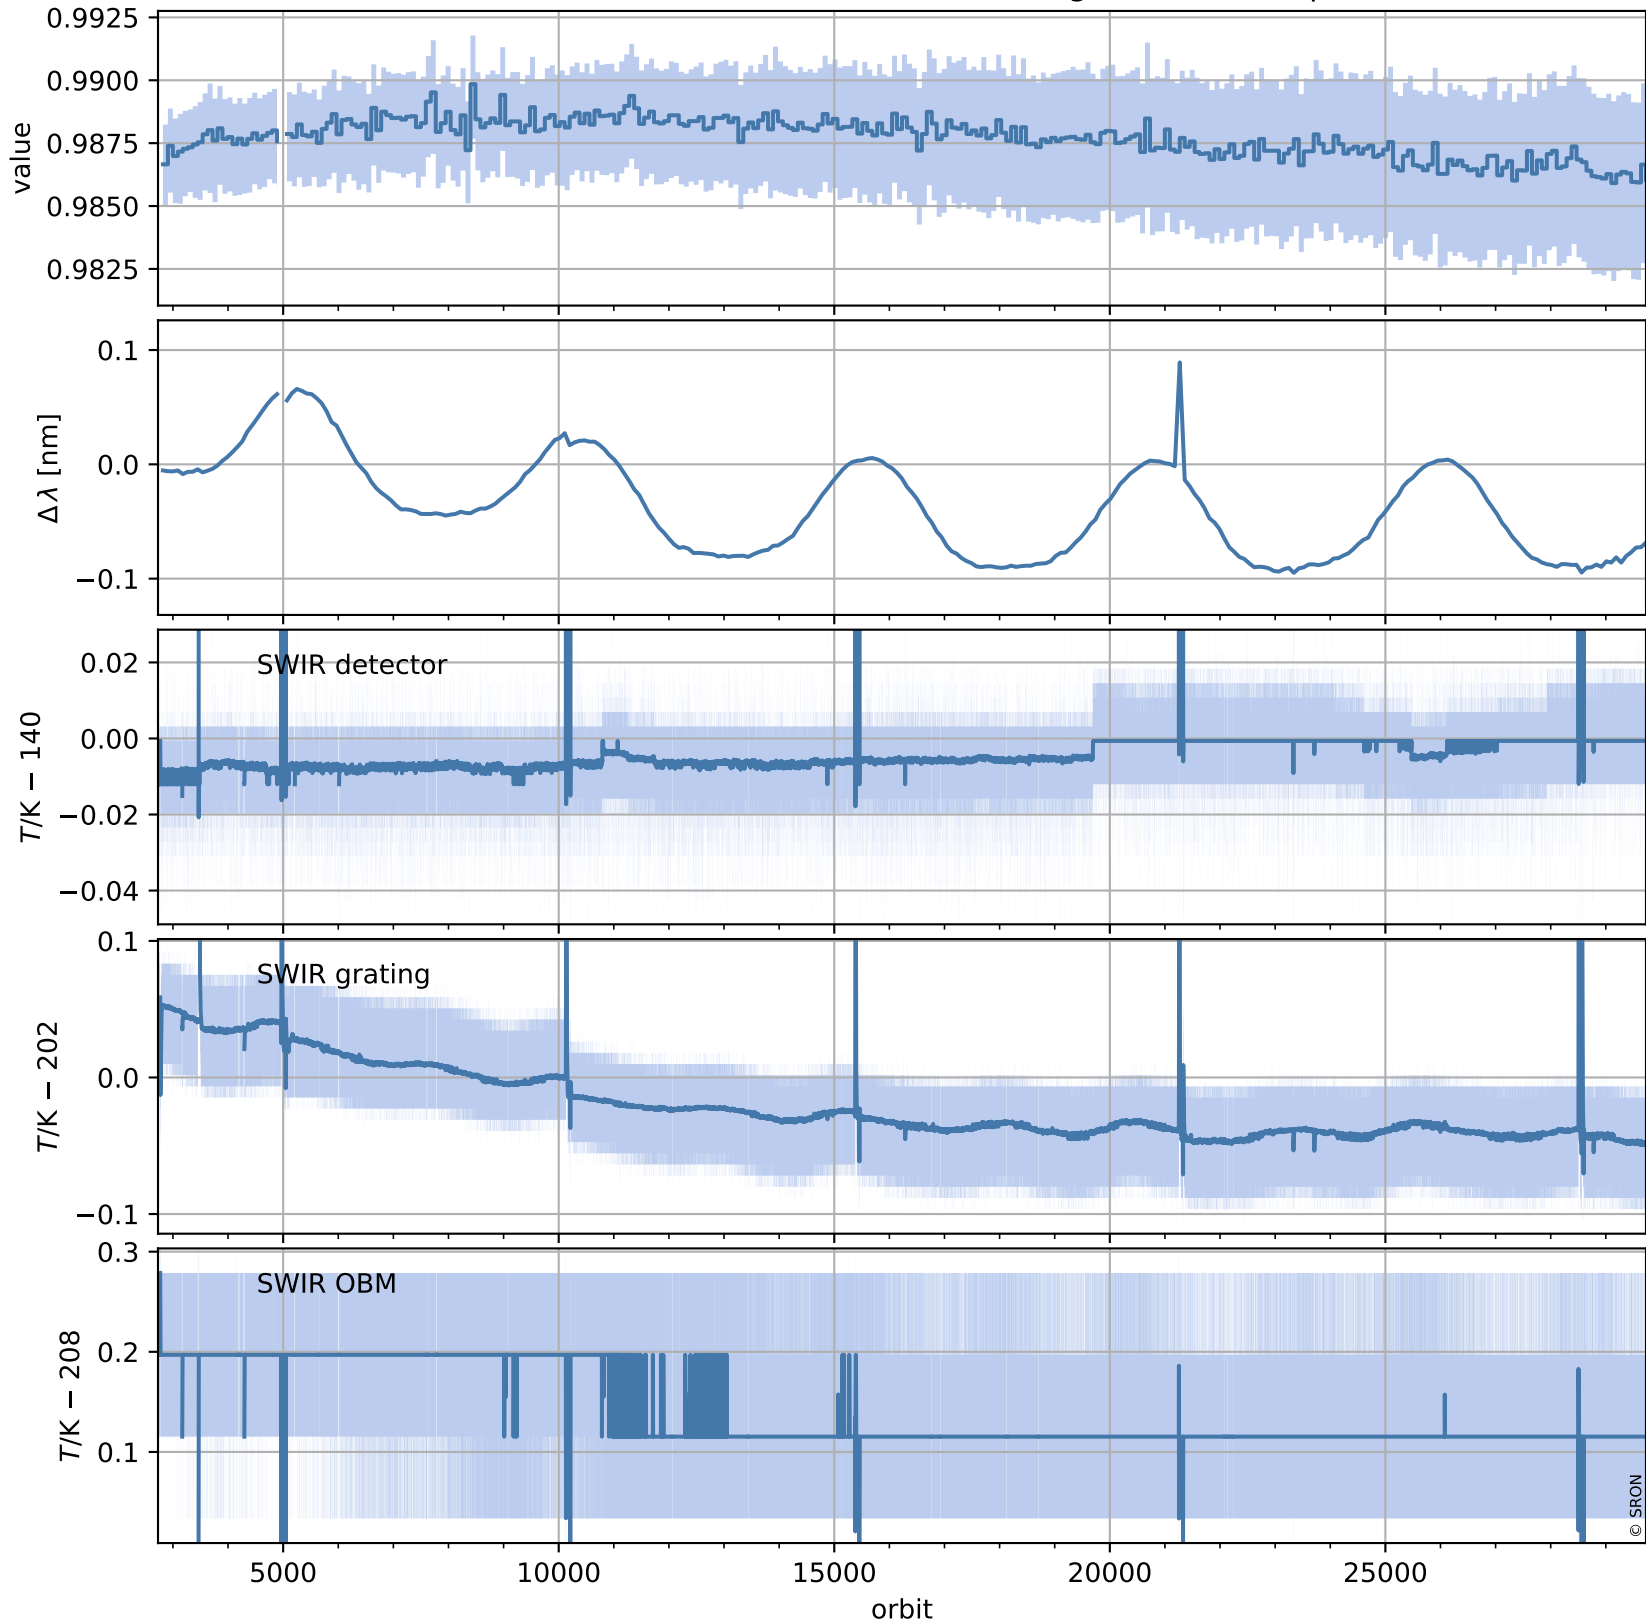 0.9925
0.9900
0.9875
0.9850
0.9825
value
0.1
0.0
−0.1
Δλ [nm]
SWIR detector
0.02
0.00
−0.02
−0.04
T/K − 140
SWIR grating
0.1
0.0
−0.1
T/K − 202
SWIR OBM
0.3
0.2
0.1
T/K − 208
© SRON
5000 10000 15000 20000 25000
orbit